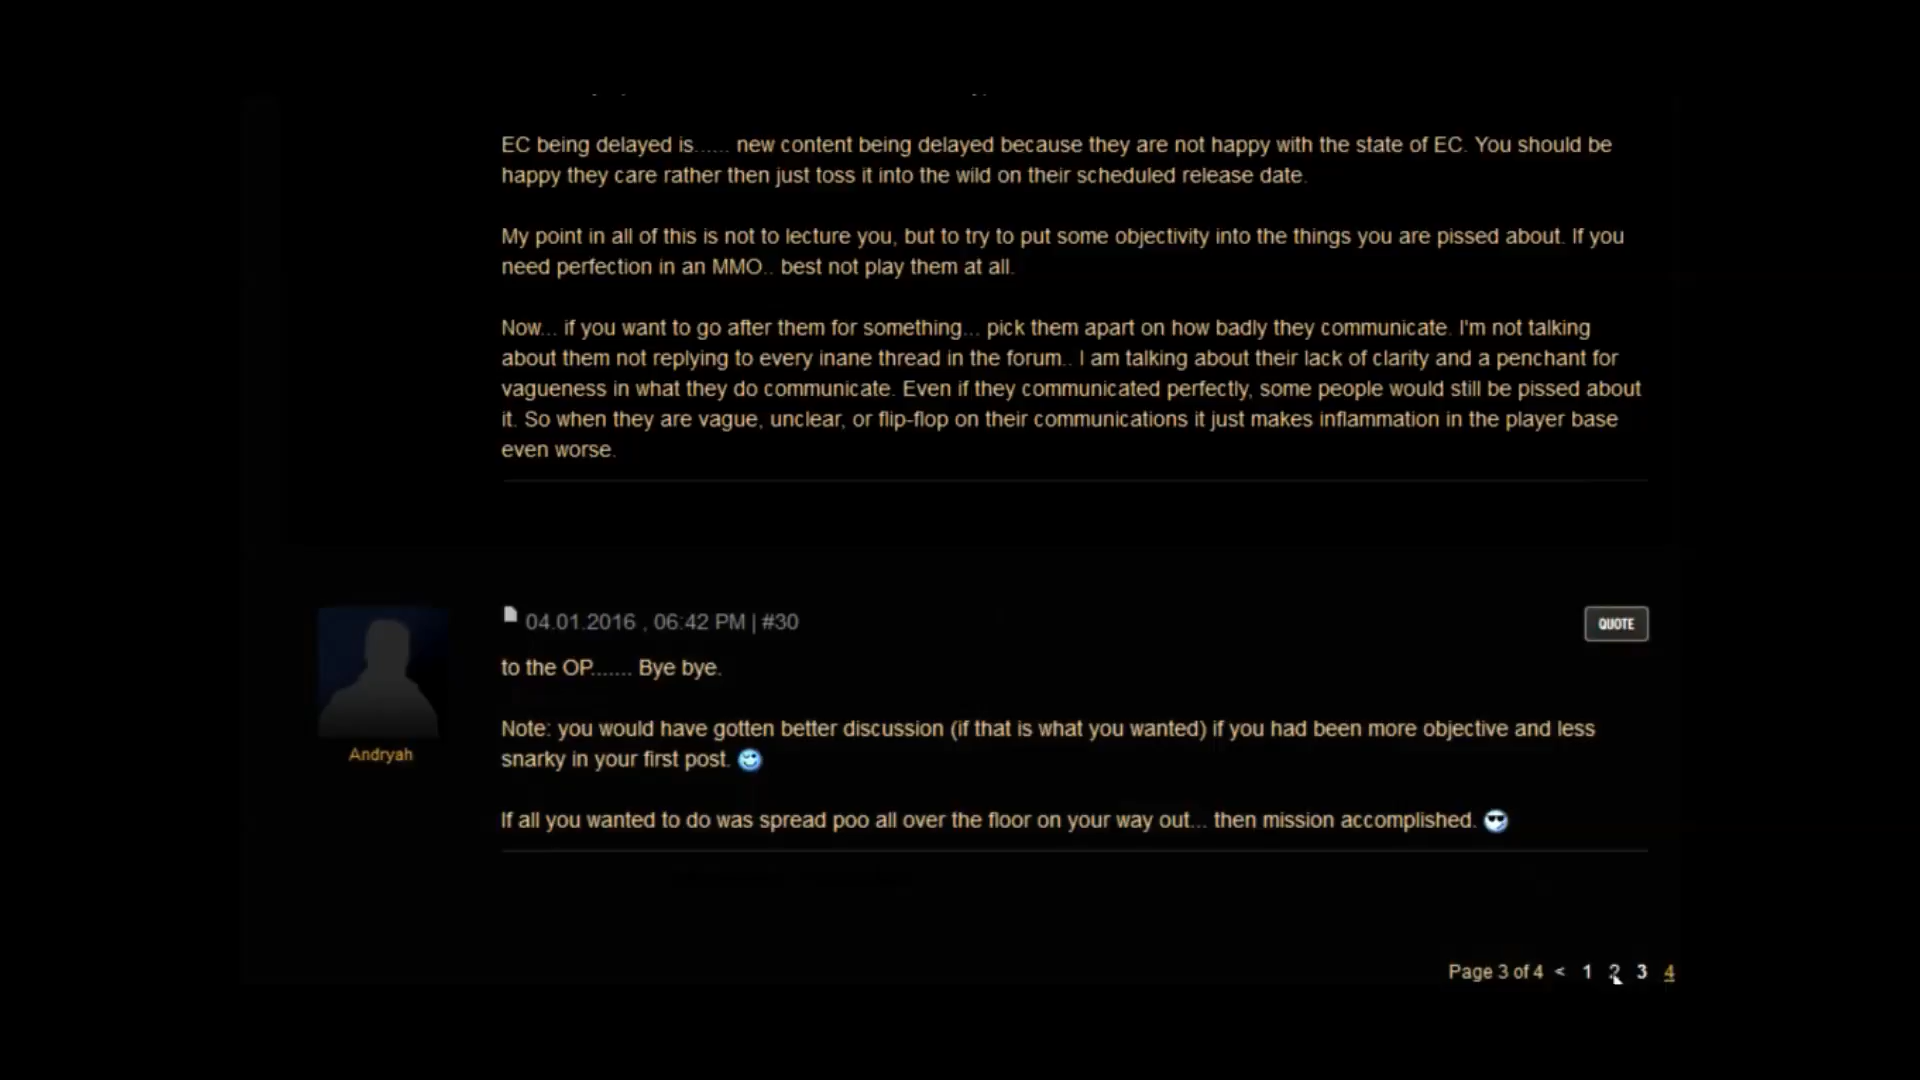 EC being delayed is...... new content being delayed because they are not happy with the state of EC. You should be
happy they care rather then just toss it into the wild on their scheduled release date.
My point in all of this is not to lecture you, but to try to put some objectivity into the things you are pissed about. If you
need perfection in an MMO.. best not play them at all.
Now... if you want to go after them for something... pick them apart on how badly they communicate. I'm not talking
about them not replying to every inane thread in the forum.. I am talking about their lack of clarity and a penchant for
vagueness in what they do communicate. Even if they communicated perfectly, some people would still be pissed about
it. So when they are vague, unclear, or flip-flop on their communications it just makes inflammation in the player base
even worse.
04.01.2016 , 06:42 PM | #30
QUOTE
to the OP....... Bye bye.
Andryah
Note: you would have gotten better discussion (if that is what you wanted) if you had been more objective and less
snarky in your first post.
If all you wanted to do was spread poo all over the floor on your way out... then mission accomplished.
Page 3 of 4 < 1 2 3 4